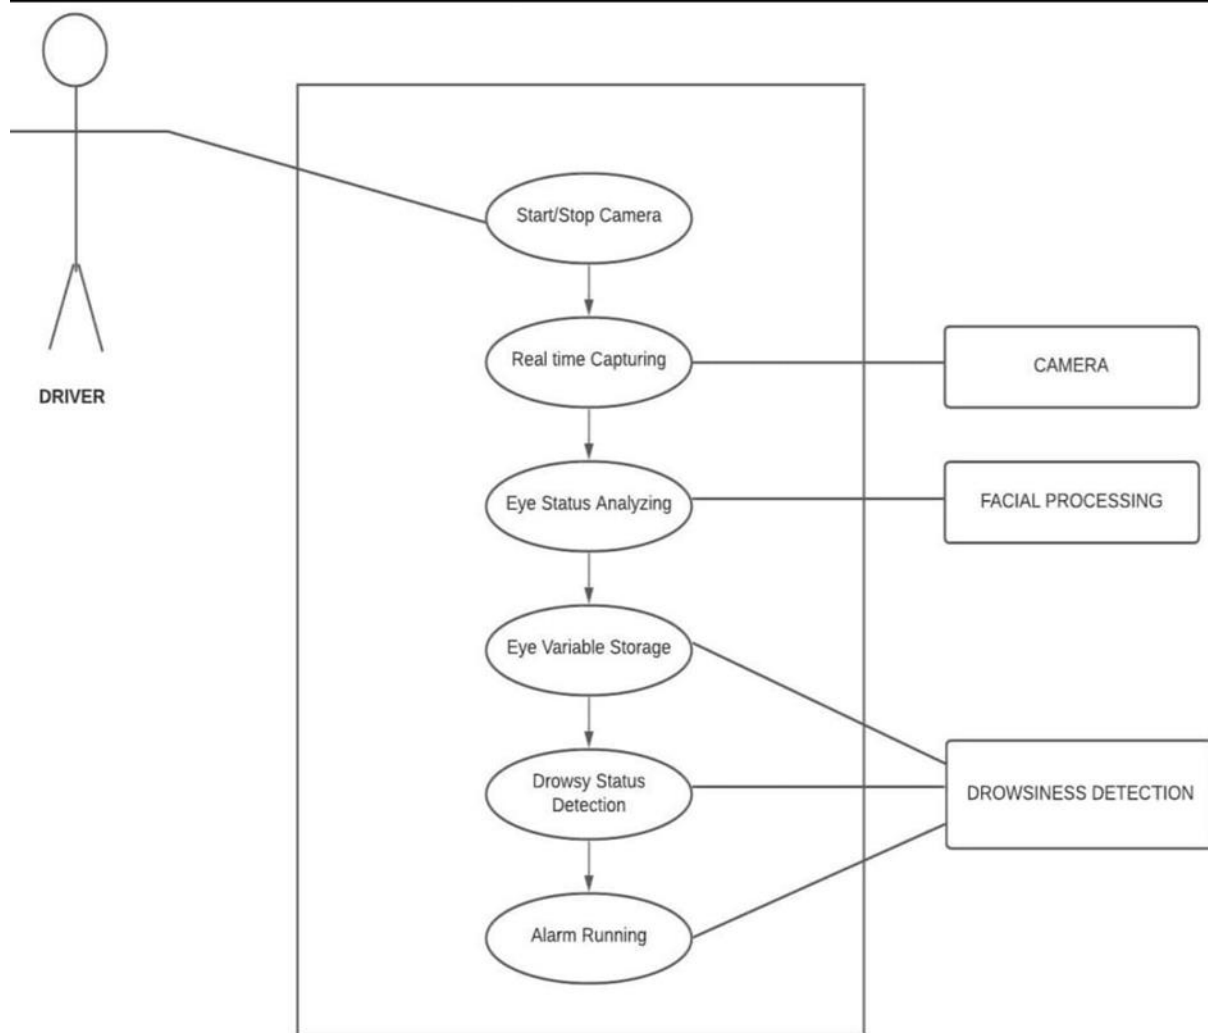 Start/Stop Camera
Real time Capturing
CAMERA
DRIVER
Eye Status Analyzing
FACIAL PROCESSING
Eye Variable Storage
Drowsy Status
Detection
DROWSINESS DETECTION
Alarm Running